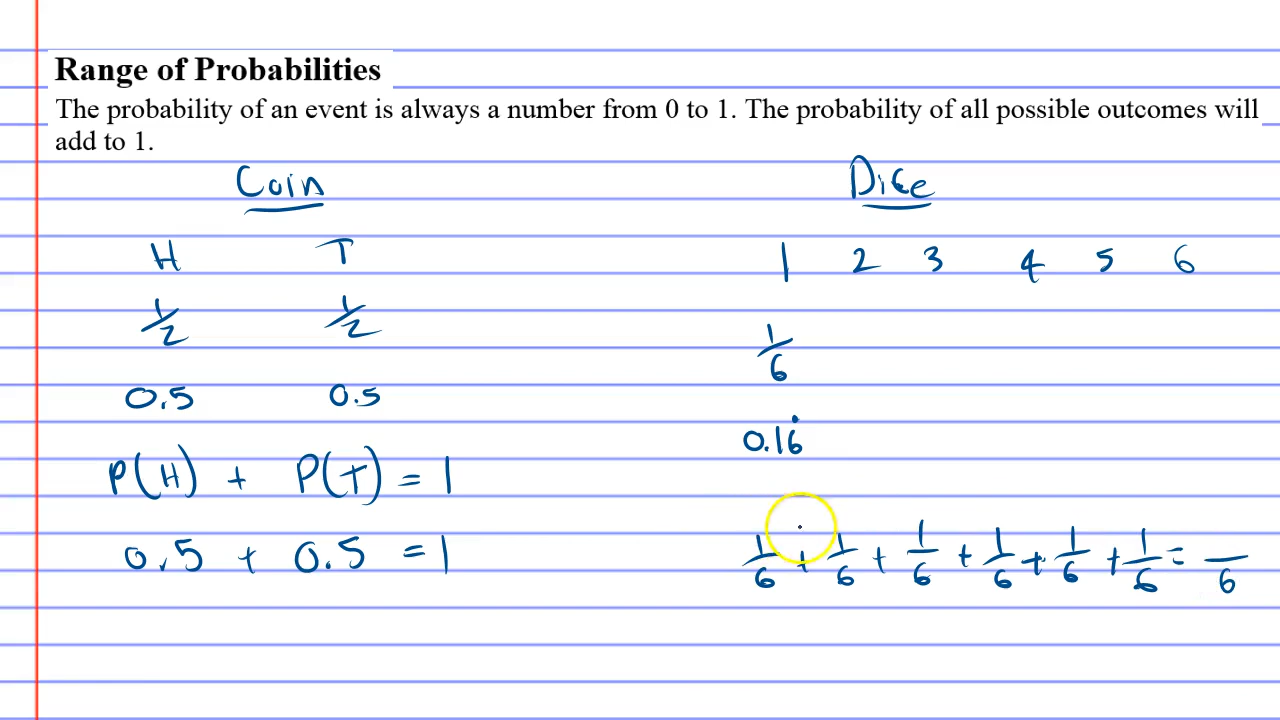 Range of Probabilities
The probability of an event is always a number from 0 to 1. The probability of all possible outcomes will
add to 1.
Coin
H T
1/2 1/2
0.5 0.5
P(H) + P(T) = 1
0.5 + 0.5 = 1
Dice
1 2 3 4 5 6
1/6
0.16̇
1/6 + 1/6 + 1/6 + 1/6 + 1/6 + 1/6 = /6